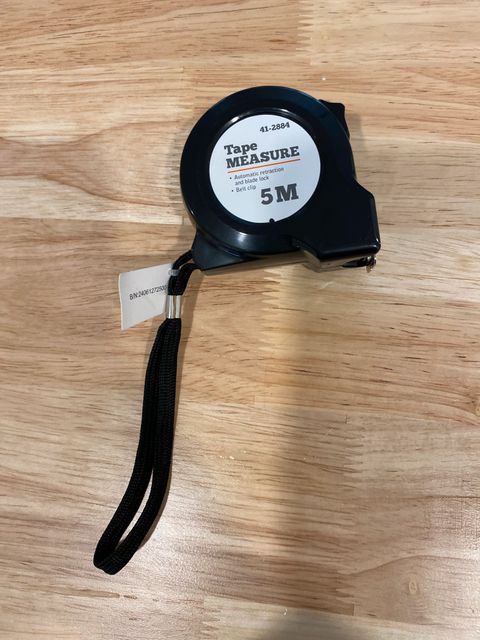 41-2884
Tape
MEASURE
• Automatic retraction
and blade lock
• Belt clip
5M